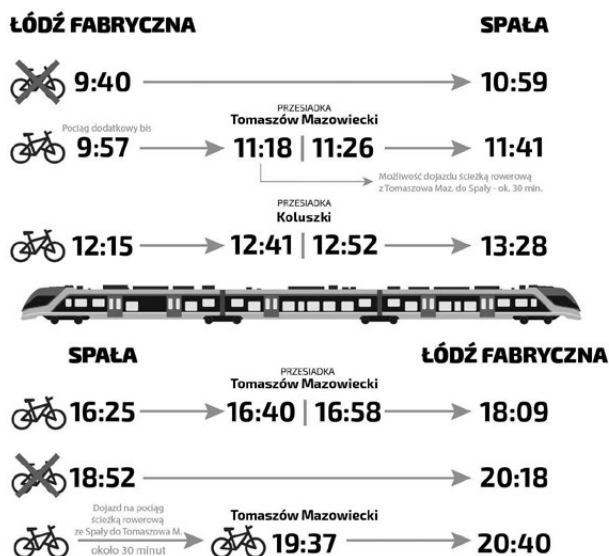 ŁÓDŹ FABRYCZNA SPAŁA
9:40 10:59
PRZESIADKA
Tomaszów Mazowiecki
Pociąg dodatkowy bis
9:57 11:18 | 11:26 11:41
Możliwość dojazdu ścieżką rowerową
z Tomaszowa Maz. do Spały - ok. 30 min.
PRZESIADKA
Koluszki
12:15 12:41 | 12:52 13:28
SPAŁA ŁÓDŹ FABRYCZNA
PRZESIADKA
Tomaszów Mazowiecki
16:25 16:40 | 16:58 18:09
18:52 20:18
Dojazd na pociąg
ścieżką rowerową
ze Spały do Tomaszowa M.
około 30 minut
Tomaszów Mazowiecki
19:37 20:40